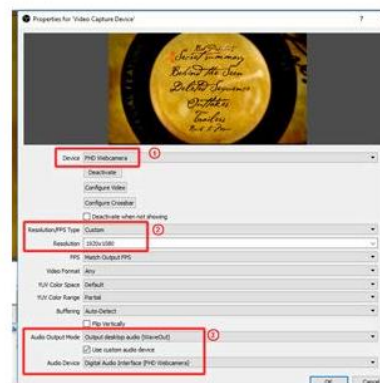 Properties for 'Video Capture Device'
?
Secret summary
Behind the Seen
Deleted Sequence
Outtakes
Trailers
Device PHD Webcamera
1
Deactivate
Configure Video
Configure Crossbar
Deactivate when not showing
Resolution/FPS Type Custom
2
Resolution 1920x1080
FPS Match Output FPS
Video Format Any
YUV Color Space Default
YUV Color Range Partial
Buffering Auto-Detect
Flip Vertically
Audio Output Mode Output desktop audio (WaveOut)
3
Use custom audio device
Audio Device Digital Audio Interface (PHD Webcamera)
OK Cancel